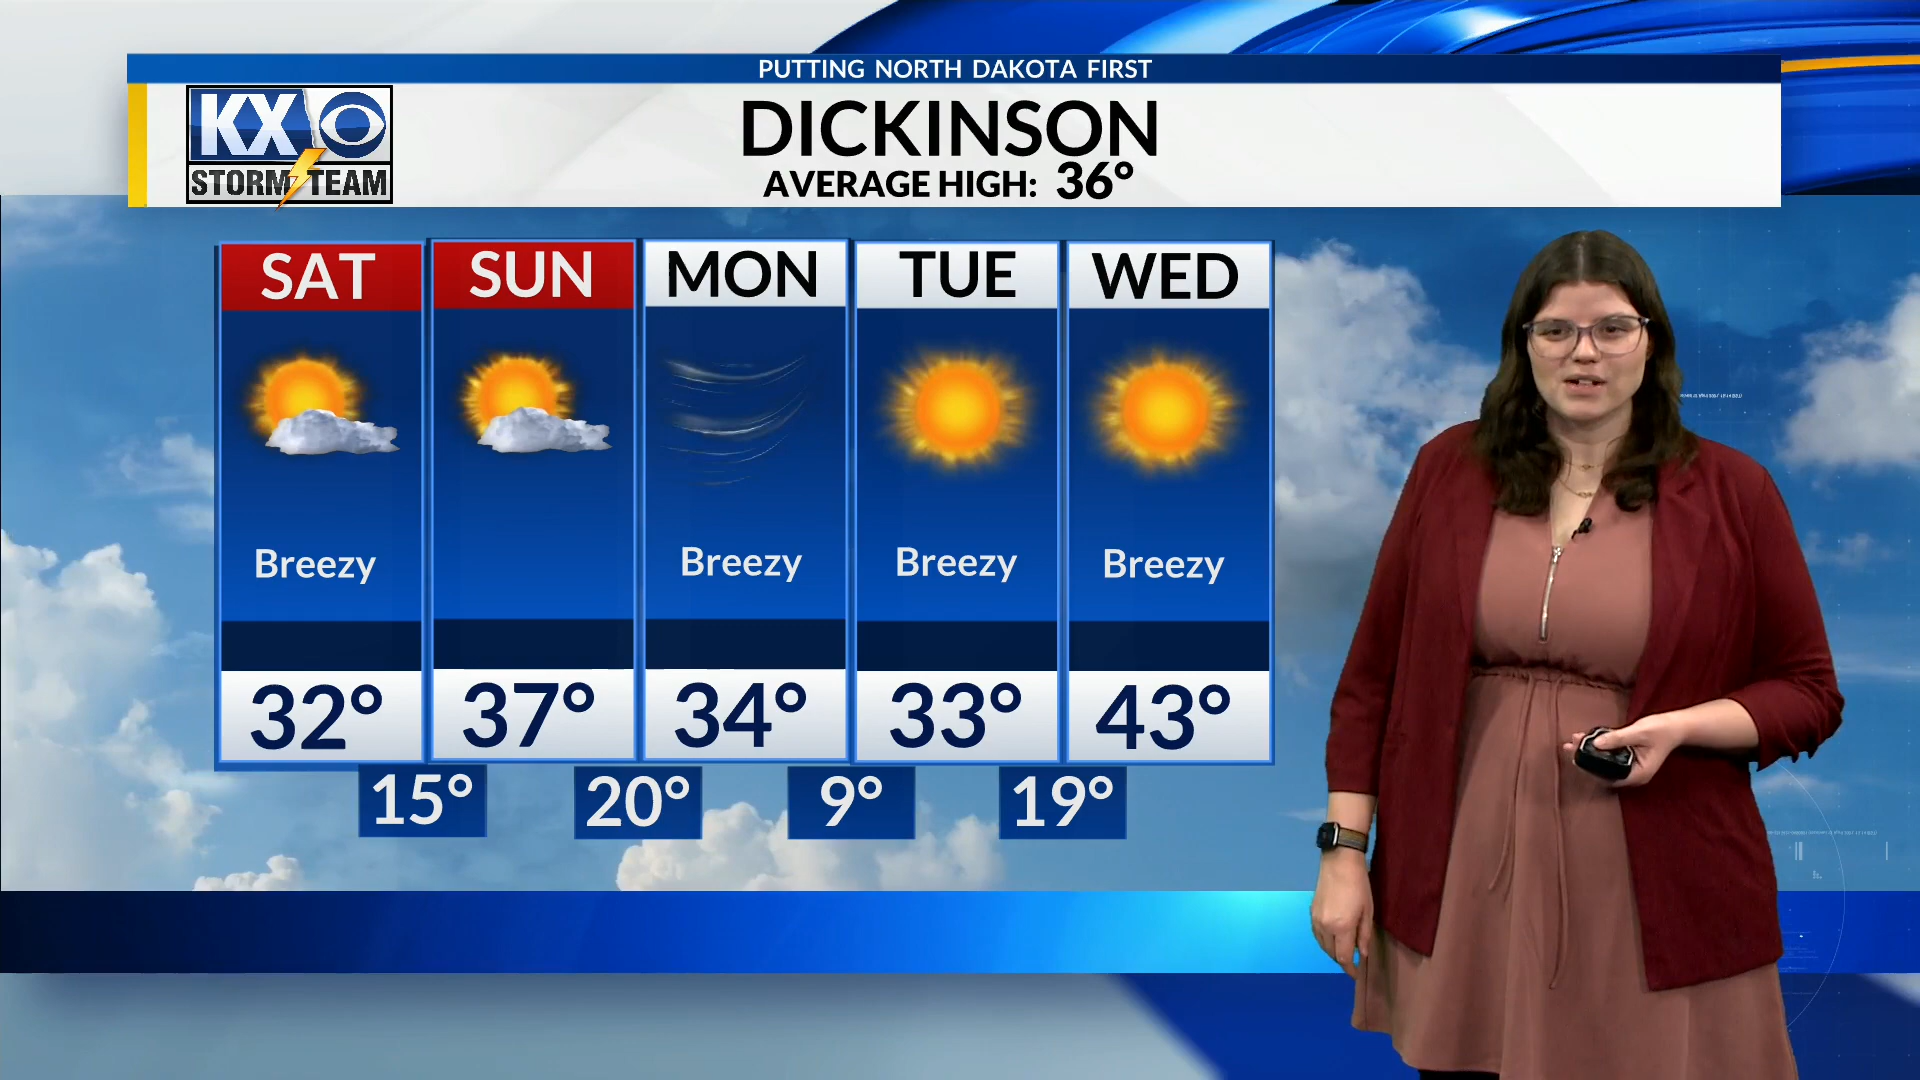 PUTTING NORTH DAKOTA FIRST
KX
STORM TEAM
DICKINSON
AVERAGE HIGH: 36°
SAT SUN MON TUE WED
Breezy Breezy Breezy Breezy
32° 37° 34° 33° 43°
15° 20° 9° 19°